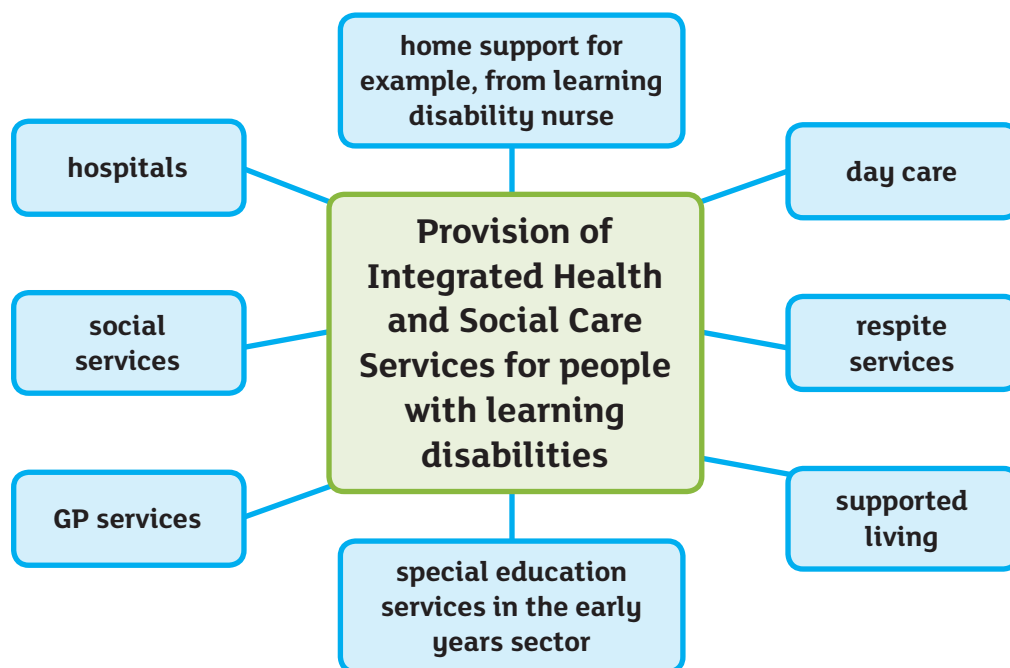 home support for
example, from learning
disability nurse
hospitals
day care
Provision of
Integrated Health
and Social Care
Services for people
with learning
disabilities
social
services
respite
services
GP services
supported
living
special education
services in the early
years sector